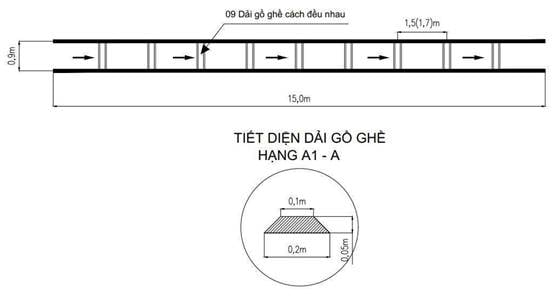 09 Dải gồ ghề cách đều nhau
1,5(1,7)m
0,9m
15,0m
TIẾT DIỆN DẢI GỒ GHỀ
HẠNG A1 - A
0,1m
0,2m
0,05m